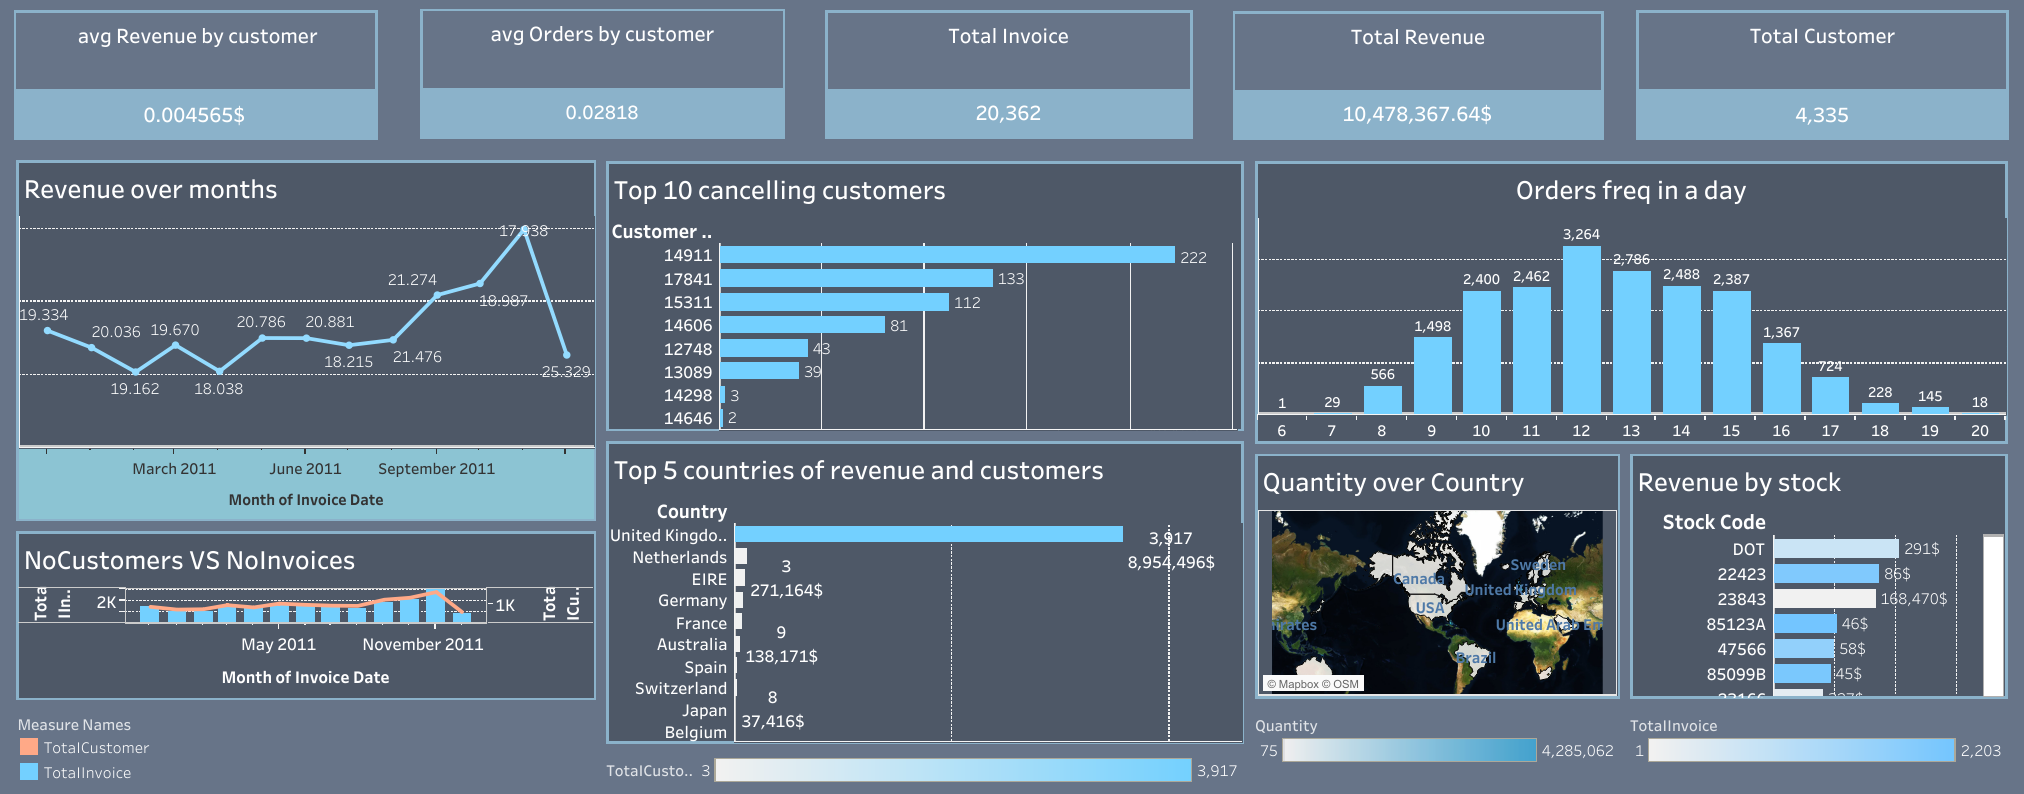 avg Revenue by customer
0.004565$
avg Orders by customer
0.02818
Total Invoice
20,362
Total Revenue
10,478,367.64$
Total Customer
4,335
Revenue over months
19.334
20.036
19.162
19.670
18.038
20.786
20.881
18.215
21.476
21.274
18.987
17.938
25.329
March 2011
June 2011
September 2011
Month of Invoice Date
NoCustomers VS NoInvoices
Tota
lIn..
2K
1K
Tota
lCu..
May 2011
November 2011
Month of Invoice Date
Measure Names
TotalCustomer
TotalInvoice
Top 10 cancelling customers
Customer ..
14911 222
17841 133
15311 112
14606 81
12748 43
13089 39
14298 3
14646 2
Top 5 countries of revenue and customers
Country
United Kingdo..
3,917
8,954,496$
Netherlands
3
271,164$
EIRE
Germany
France
9
138,171$
Australia
Spain
Switzerland
8
37,416$
Japan
Belgium
TotalCusto.. 3 3,917
Orders freq in a day
1 29 566 1,498 2,400 2,462 3,264 2,786 2,488 2,387 1,367 724 228 145 18
6 7 8 9 10 11 12 13 14 15 16 17 18 19 20
Quantity over Country
Canada
USA
Brazil
Sweden
United Kingdom
United Arab Em
© Mapbox © OSM
Quantity
75 4,285,062
Revenue by stock
Stock Code
DOT 291$
22423 86$
23843 168,470$
85123A 46$
47566 58$
85099B 45$
TotalInvoice
1 2,203